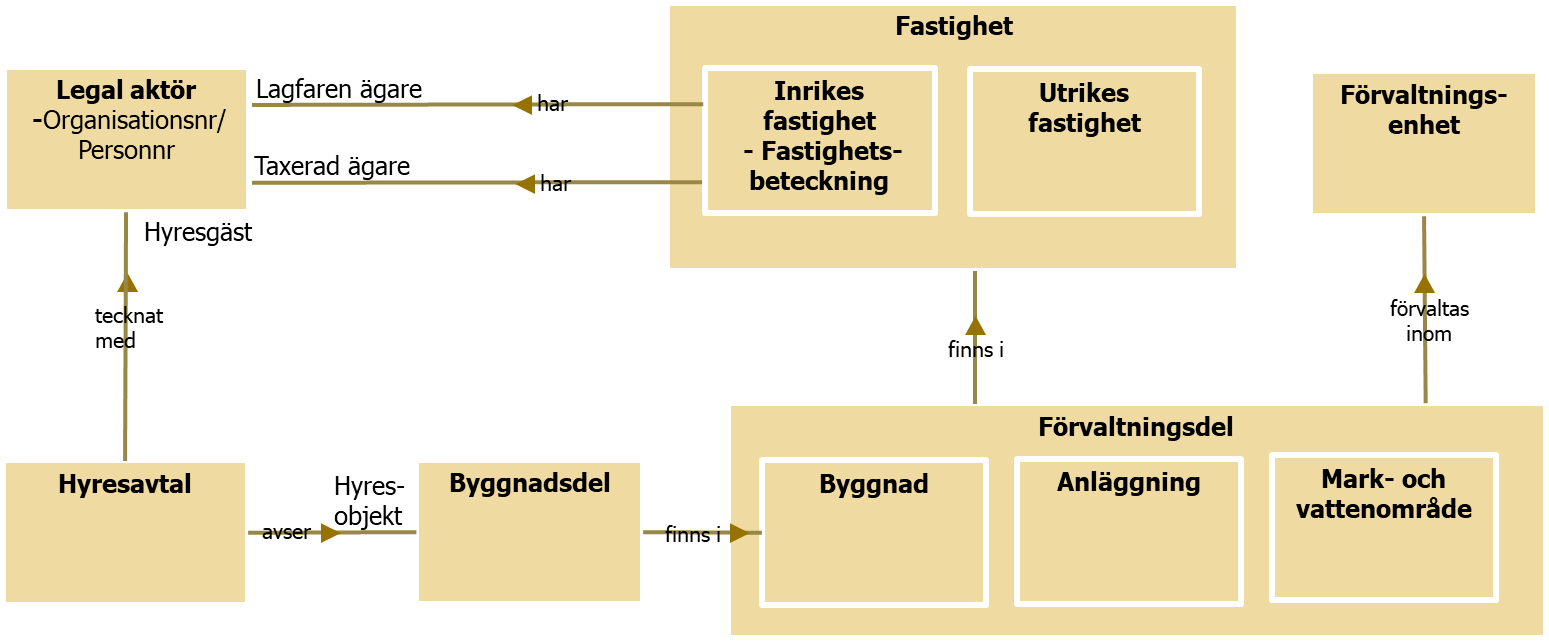 Fastighet
Legal aktör
-Organisationsnr/
Personnr
Lagfaren ägare
har
Taxerad ägare
har
Inrikes
fastighet
- Fastighets-
beteckning
Utrikes
fastighet
Förvaltnings-
enhet
Hyresgäst
tecknat
med
finns i
förvaltas
inom
Förvaltningsdel
Hyresavtal
avser
Hyres-
objekt
Byggnadsdel
finns i
Byggnad
Anläggning
Mark- och
vattenområde